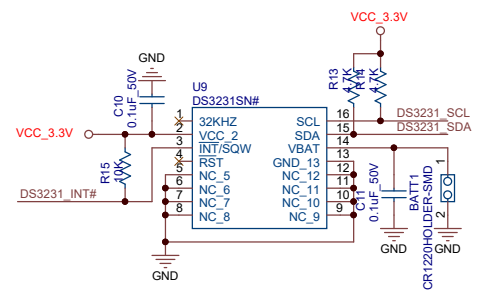 VCC_3.3V
GND
C10
0.1uF_50V
U9
DS3231SN#
R13
4.7K
R14
4.7K
1
32KHZ
SCL
16
DS3231_SCL
VCC_3.3V
2
VCC_2
SDA
15
DS3231_SDA
3
INT/SQW
VBAT
14
4
RST
GND_13
13
R15
10K
5
NC_5
NC_12
12
6
NC_6
NC_11
11
DS3231_INT#
7
NC_7
NC_10
10
8
NC_8
NC_9
9
C11
0.1uF_50V
BATT1
CR1220HOLDER-SMD
1
2
GND
GND
GND